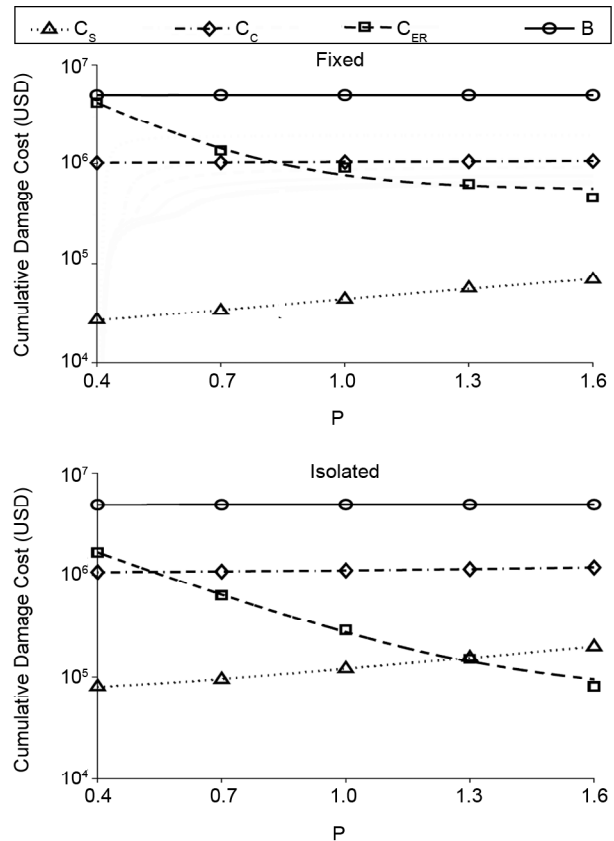 C_S C_C C_ER B
Fixed
Cumulative Damage Cost (USD)
10^7
10^6
10^5
10^4
0.4 0.7 1.0 1.3 1.6
P
Isolated
Cumulative Damage Cost (USD)
10^7
10^6
10^5
10^4
0.4 0.7 1.0 1.3 1.6
P